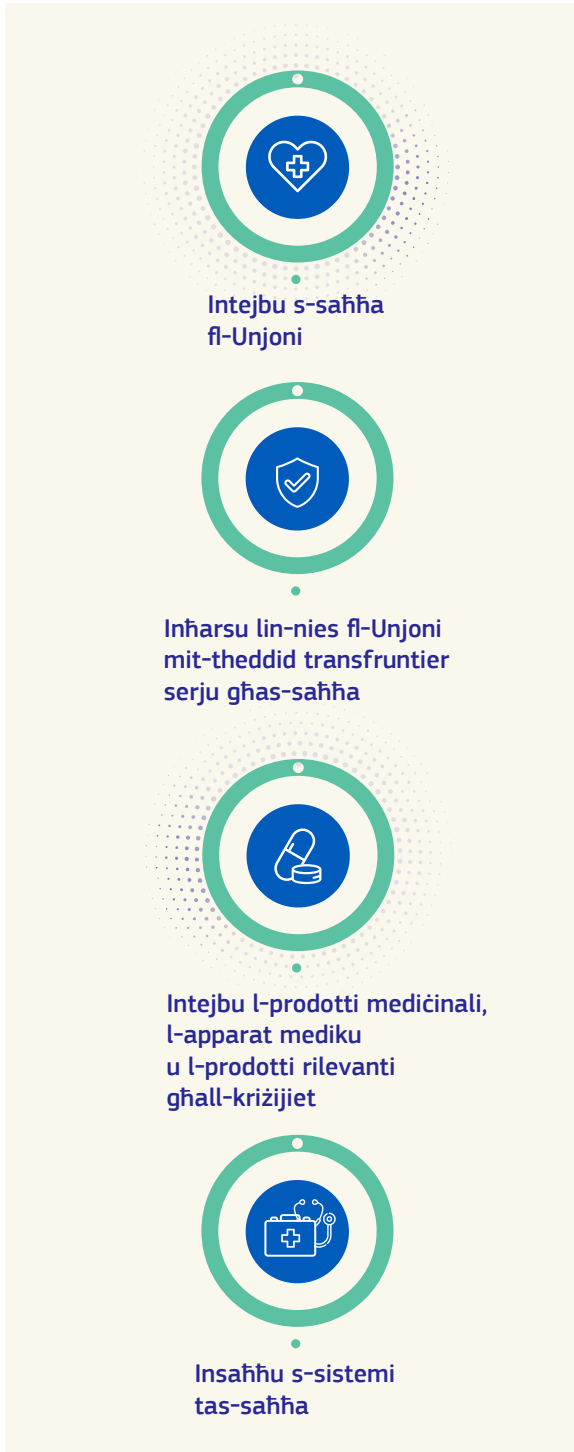 Intejbu s-saħħa
fl-Unjoni
Inħarsu lin-nies fl-Unjoni
mit-theddid transfruntier
serju għas-saħħa
Intejbu l-prodotti mediċinali,
l-apparat mediku
u l-prodotti rilevanti
għall-kriżijiet
Insaħħu s-sistemi
tas-saħħa